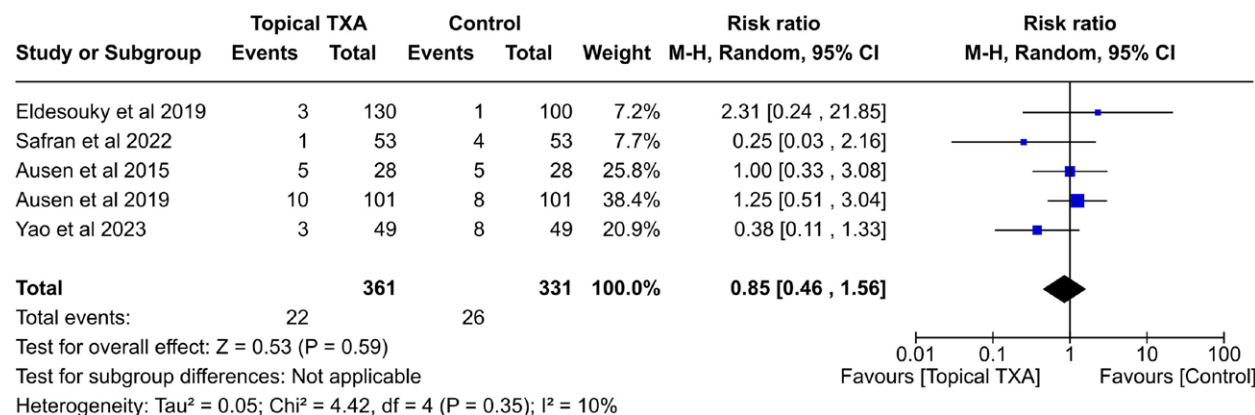 Topical TXA Control Risk ratio Risk ratio
Study or Subgroup Events Total Events Total Weight M-H, Random, 95% CI M-H, Random, 95% CI
Eldesouky et al 2019 3 130 1 100 7.2% 2.31 [0.24 , 21.85]
Safran et al 2022 1 53 4 53 7.7% 0.25 [0.03 , 2.16]
Ausen et al 2015 5 28 5 28 25.8% 1.00 [0.33 , 3.08]
Ausen et al 2019 10 101 8 101 38.4% 1.25 [0.51 , 3.04]
Yao et al 2023 3 49 8 49 20.9% 0.38 [0.11 , 1.33]
Total 361 331 100.0% 0.85 [0.46 , 1.56]
Total events: 22 26
Test for overall effect: Z = 0.53 (P = 0.59) 0.01 0.1 1 10 100
Test for subgroup differences: Not applicable Favours [Topical TXA] Favours [Control]
Heterogeneity: Tau² = 0.05; Chi² = 4.42, df = 4 (P = 0.35); I² = 10%